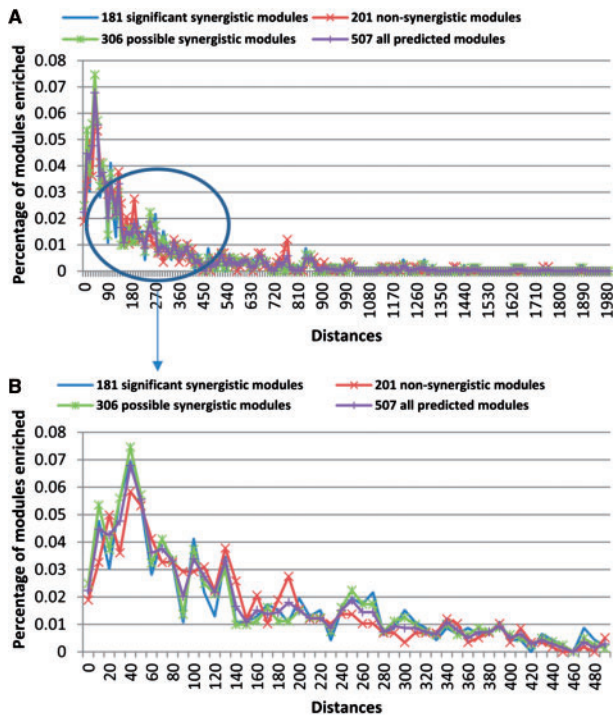 A
181 significant synergistic modules 201 non-synergistic modules
306 possible synergistic modules 507 all predicted modules
Percentage of modules enriched
0.08
0.07
0.06
0.05
0.04
0.03
0.02
0.01
0
0 90 180 270 360 450 540 630 720 810 900 990 1080 1170 1260 1350 1440 1530 1620 1710 1800 1890 1980
Distances
B
181 significant synergistic modules 201 non-synergistic modules
306 possible synergistic modules 507 all predicted modules
Percentage of modules enriched
0.08
0.07
0.06
0.05
0.04
0.03
0.02
0.01
0
0 20 40 60 80 100 120 140 160 180 200 220 240 260 280 300 320 340 360 380 400 420 440 460 480
Distances